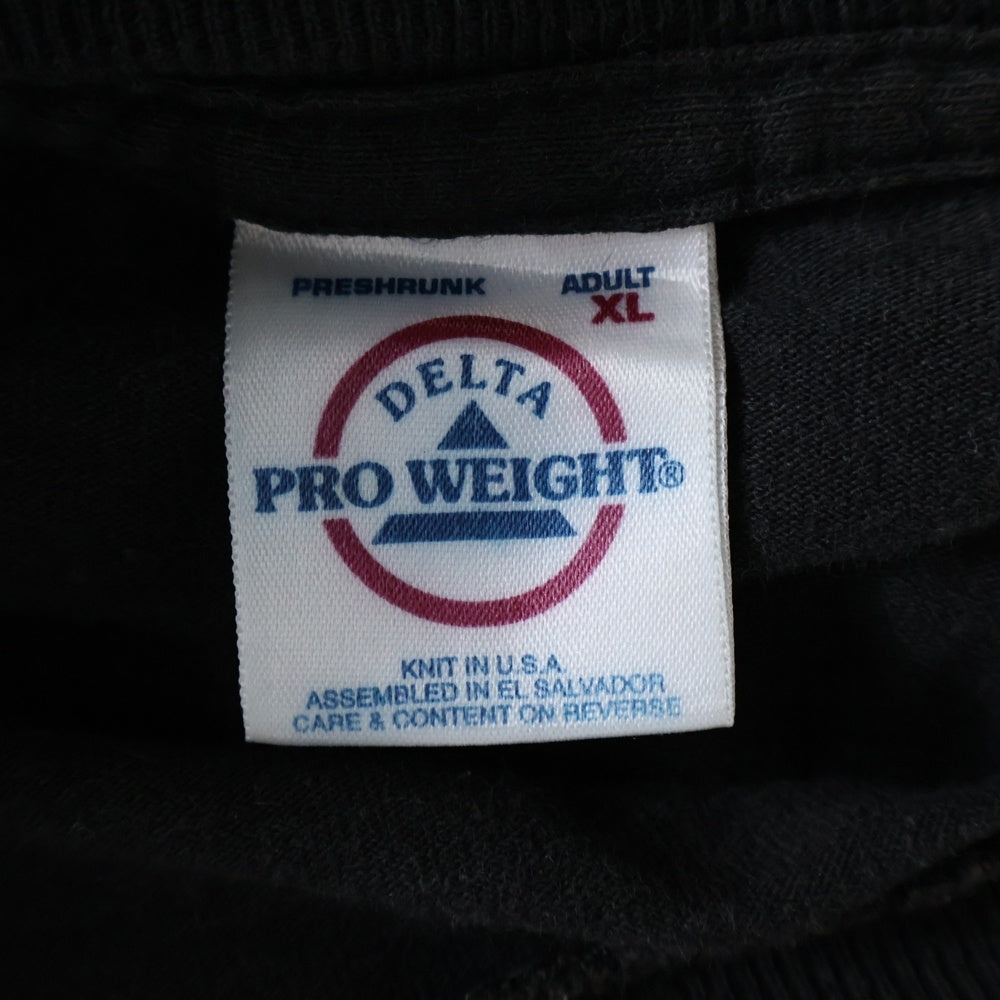 PRESHRUNK
ADULT
XL
DELTA
PRO WEIGHT®
KNIT IN U.S.A.
ASSEMBLED IN EL SALVADOR
CARE & CONTENT ON REVERSE